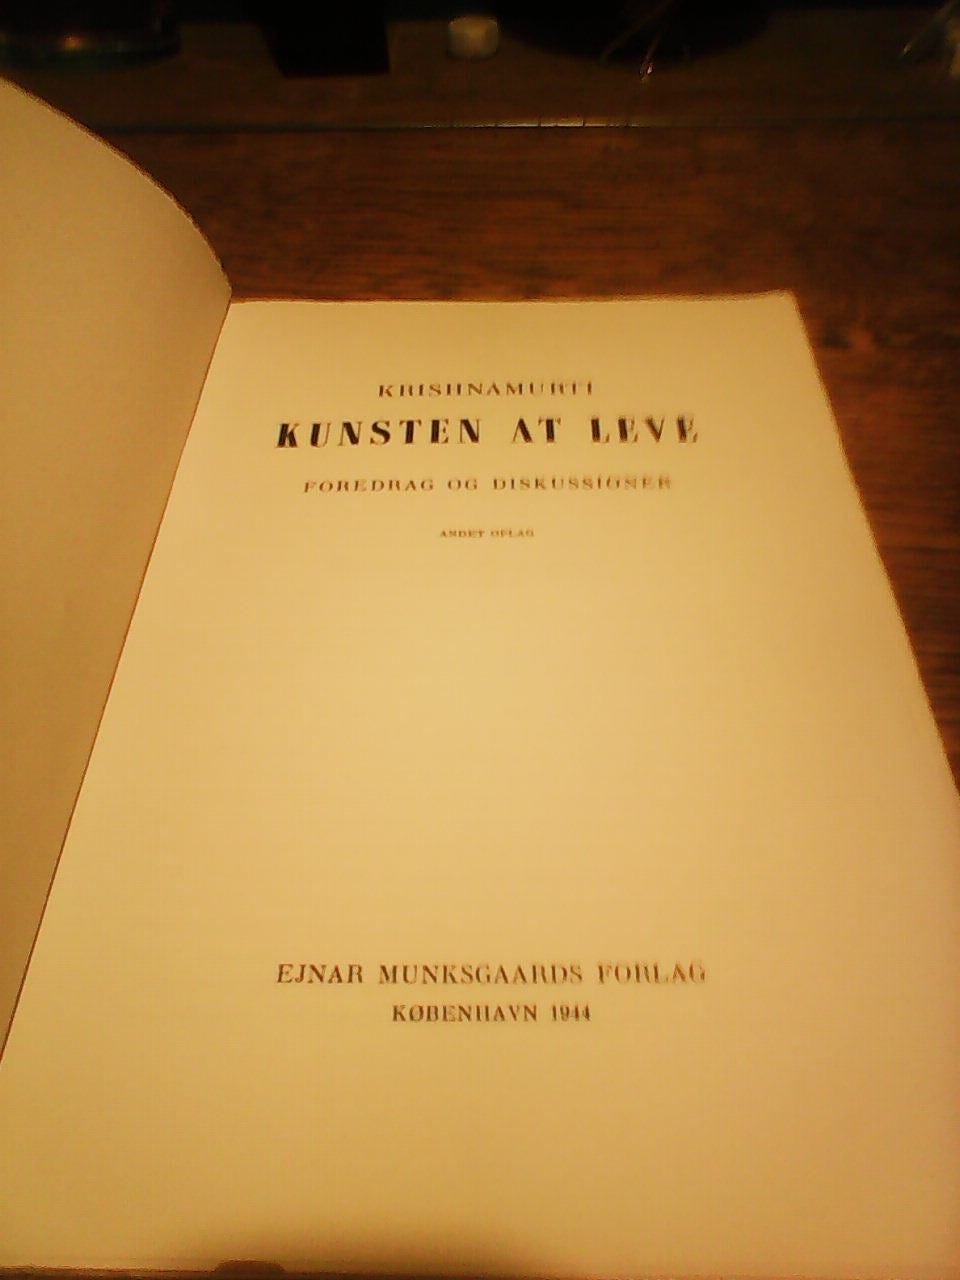 KRISHNAMURTI
KUNSTEN AT LEVE
FOREDRAG OG DISKUSSIONER
ANDET OPLAG
EJNAR MUNKSGAARDS FORLAG
KØBENHAVN 1944